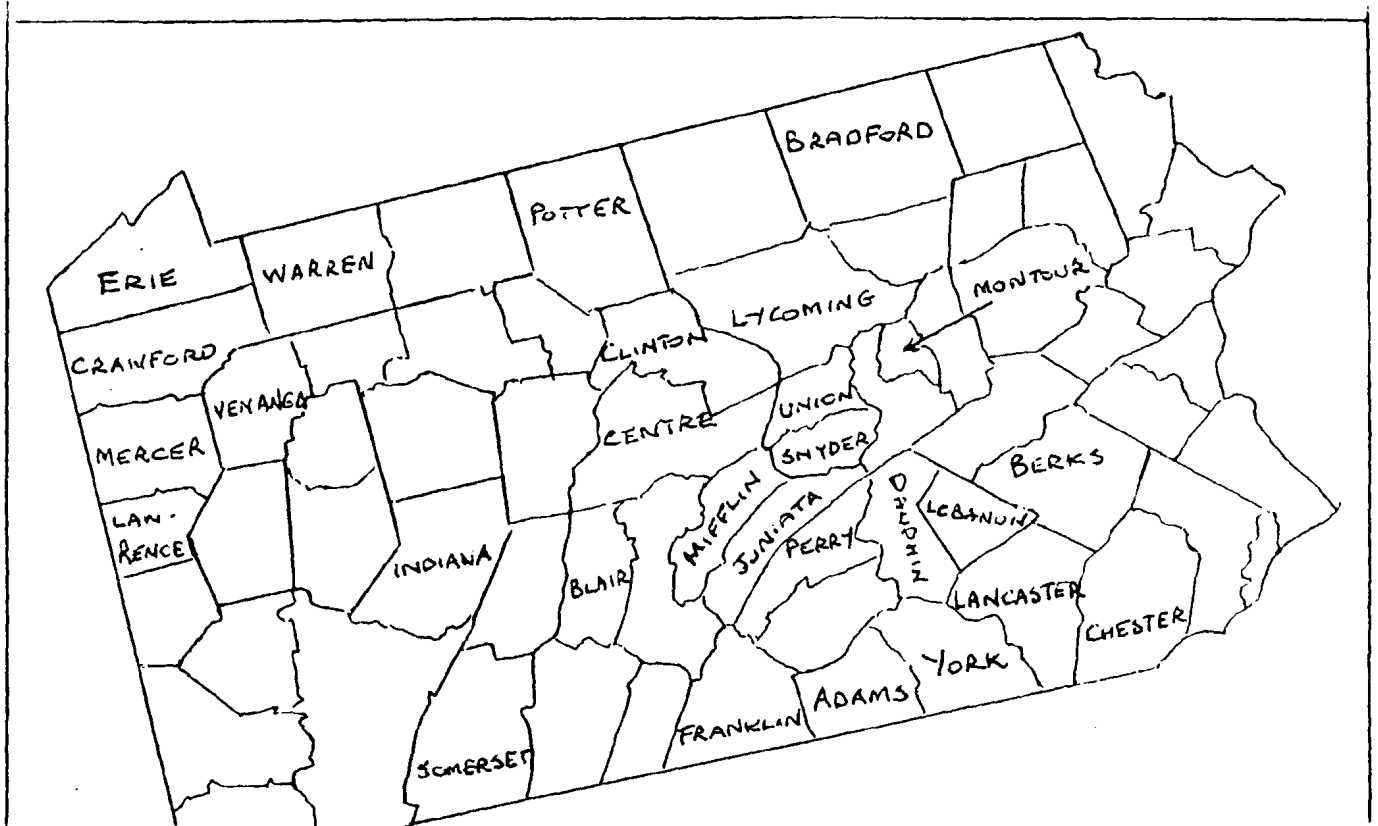 BRADFORD
POTTER
WARREN
ERIE
MONTOUR
LYCOMING
CRAWFORD
CLINTON
VENANGO
UNION
CENTRE
MERCER
SNYDER
BERKS
LAN-
RENCE
MIFFLIN
JUNIATA
DAUPHIN
LEBANON
PERRY
INDIANA
BLAIR
LANCASTER
CHESTER
YORK
ADAMS
FRANKLIN
SOMERSET